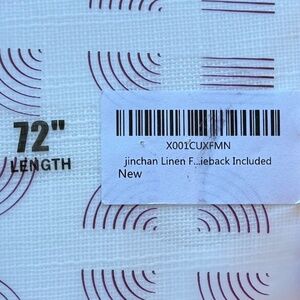 72"
LENGTH
X001CUXFMN
jinchan Linen F...ieback Included
New